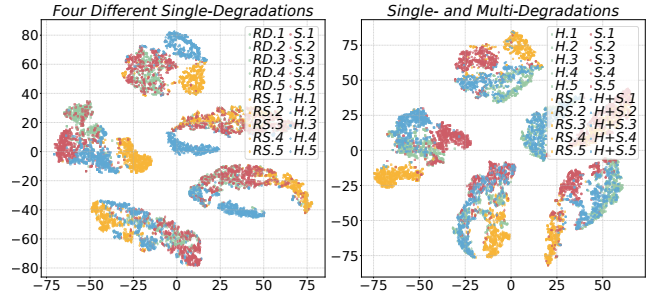 Four Different Single-Degradations
RD.1 S.1
RD.2 S.2
RD.3 S.3
RD.4 S.4
RD.5 S.5
RS.1 H.1
RS.2 H.2
RS.3 H.3
RS.4 H.4
RS.5 H.5
80
60
40
20
0
−20
−40
−60
−80
−75 −50 −25 0 25 50 75
Single- and Multi-Degradations
H.1 S.1
H.2 S.2
H.3 S.3
H.4 S.4
H.5 S.5
RS.1 H+S.1
RS.2 H+S.2
RS.3 H+S.3
RS.4 H+S.4
RS.5 H+S.5
75
50
25
0
−25
−50
−75
−75 −50 −25 0 25 50 75